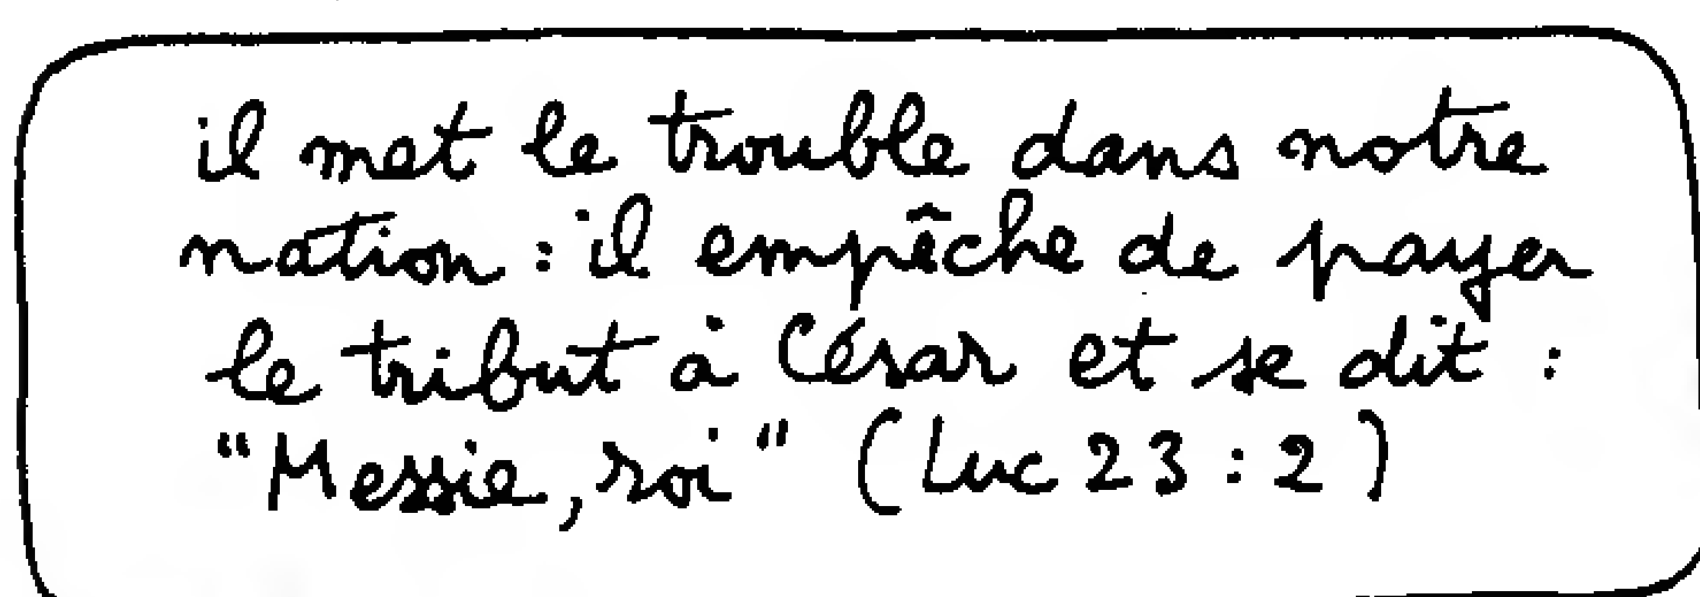 il met le trouble dans notre
nation : il empêche de payer
le tribut à César et se dit :
"Messie, roi" (Luc 23 : 2)